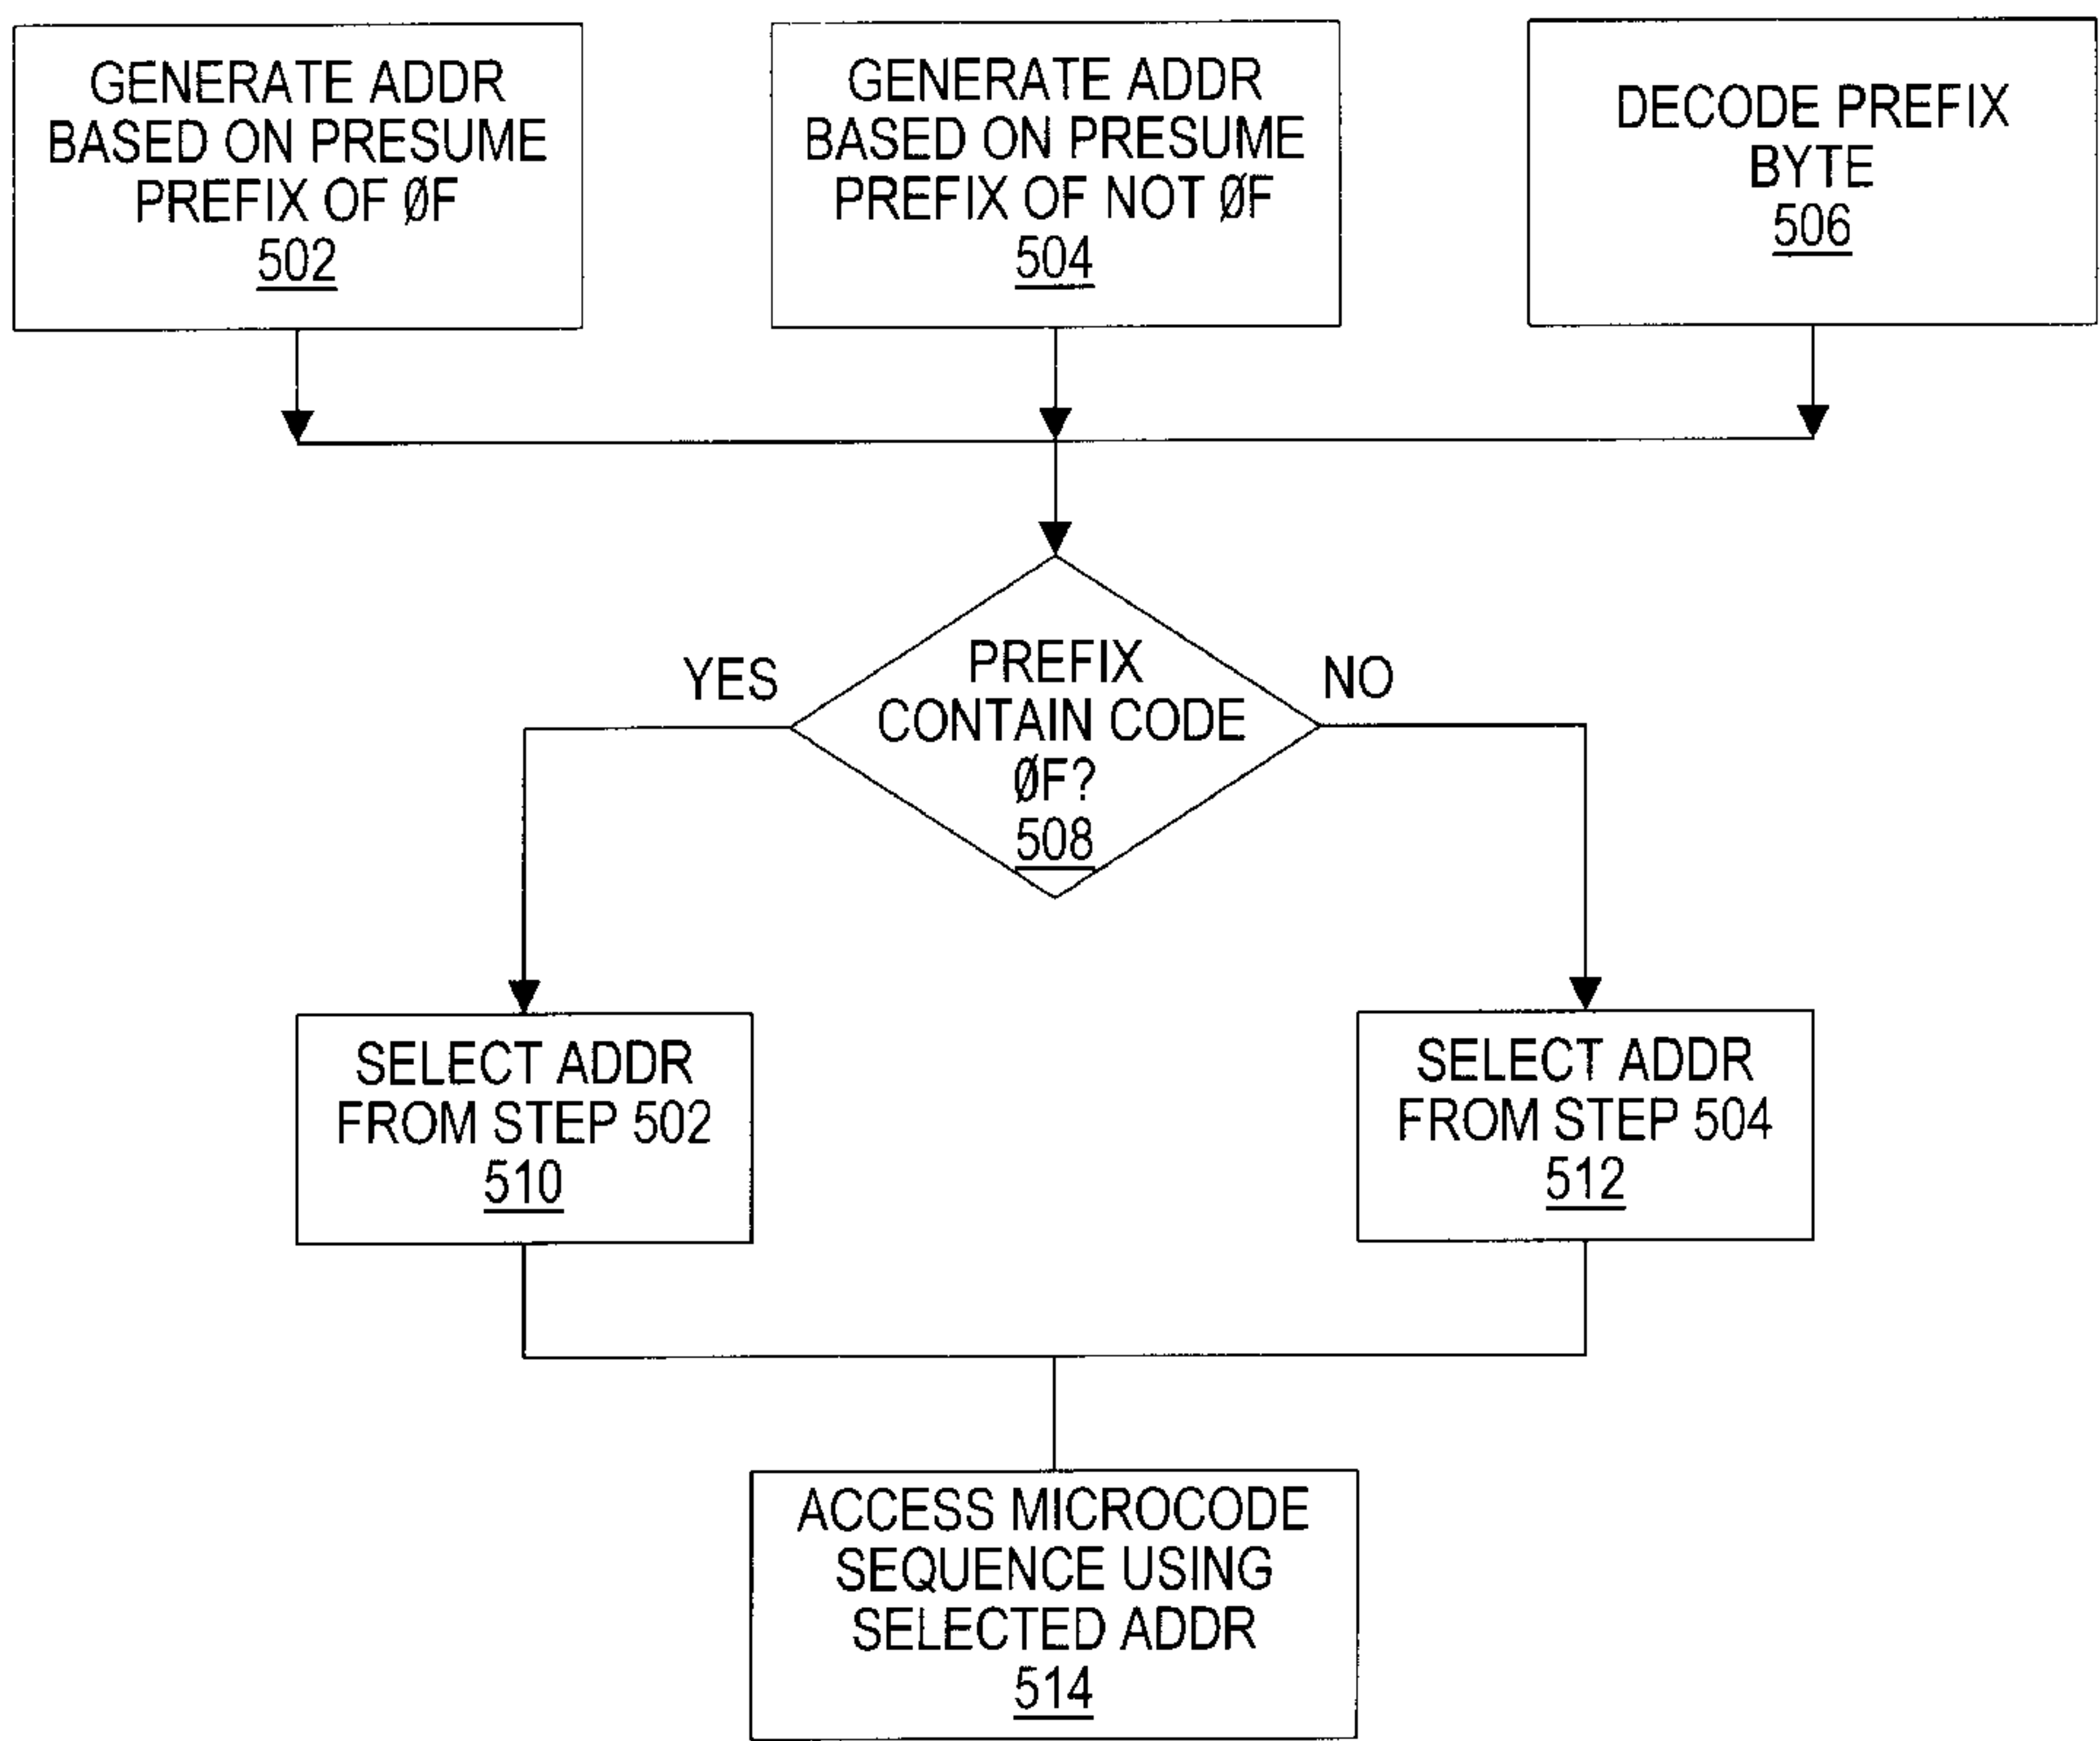 GENERATE ADDR
BASED ON PRESUME
PREFIX OF ØF
502
GENERATE ADDR
BASED ON PRESUME
PREFIX OF NOT ØF
504
DECODE PREFIX
BYTE
506
YES
PREFIX
CONTAIN CODE
ØF?
508
NO
SELECT ADDR
FROM STEP 502
510
SELECT ADDR
FROM STEP 504
512
ACCESS MICROCODE
SEQUENCE USING
SELECTED ADDR
514